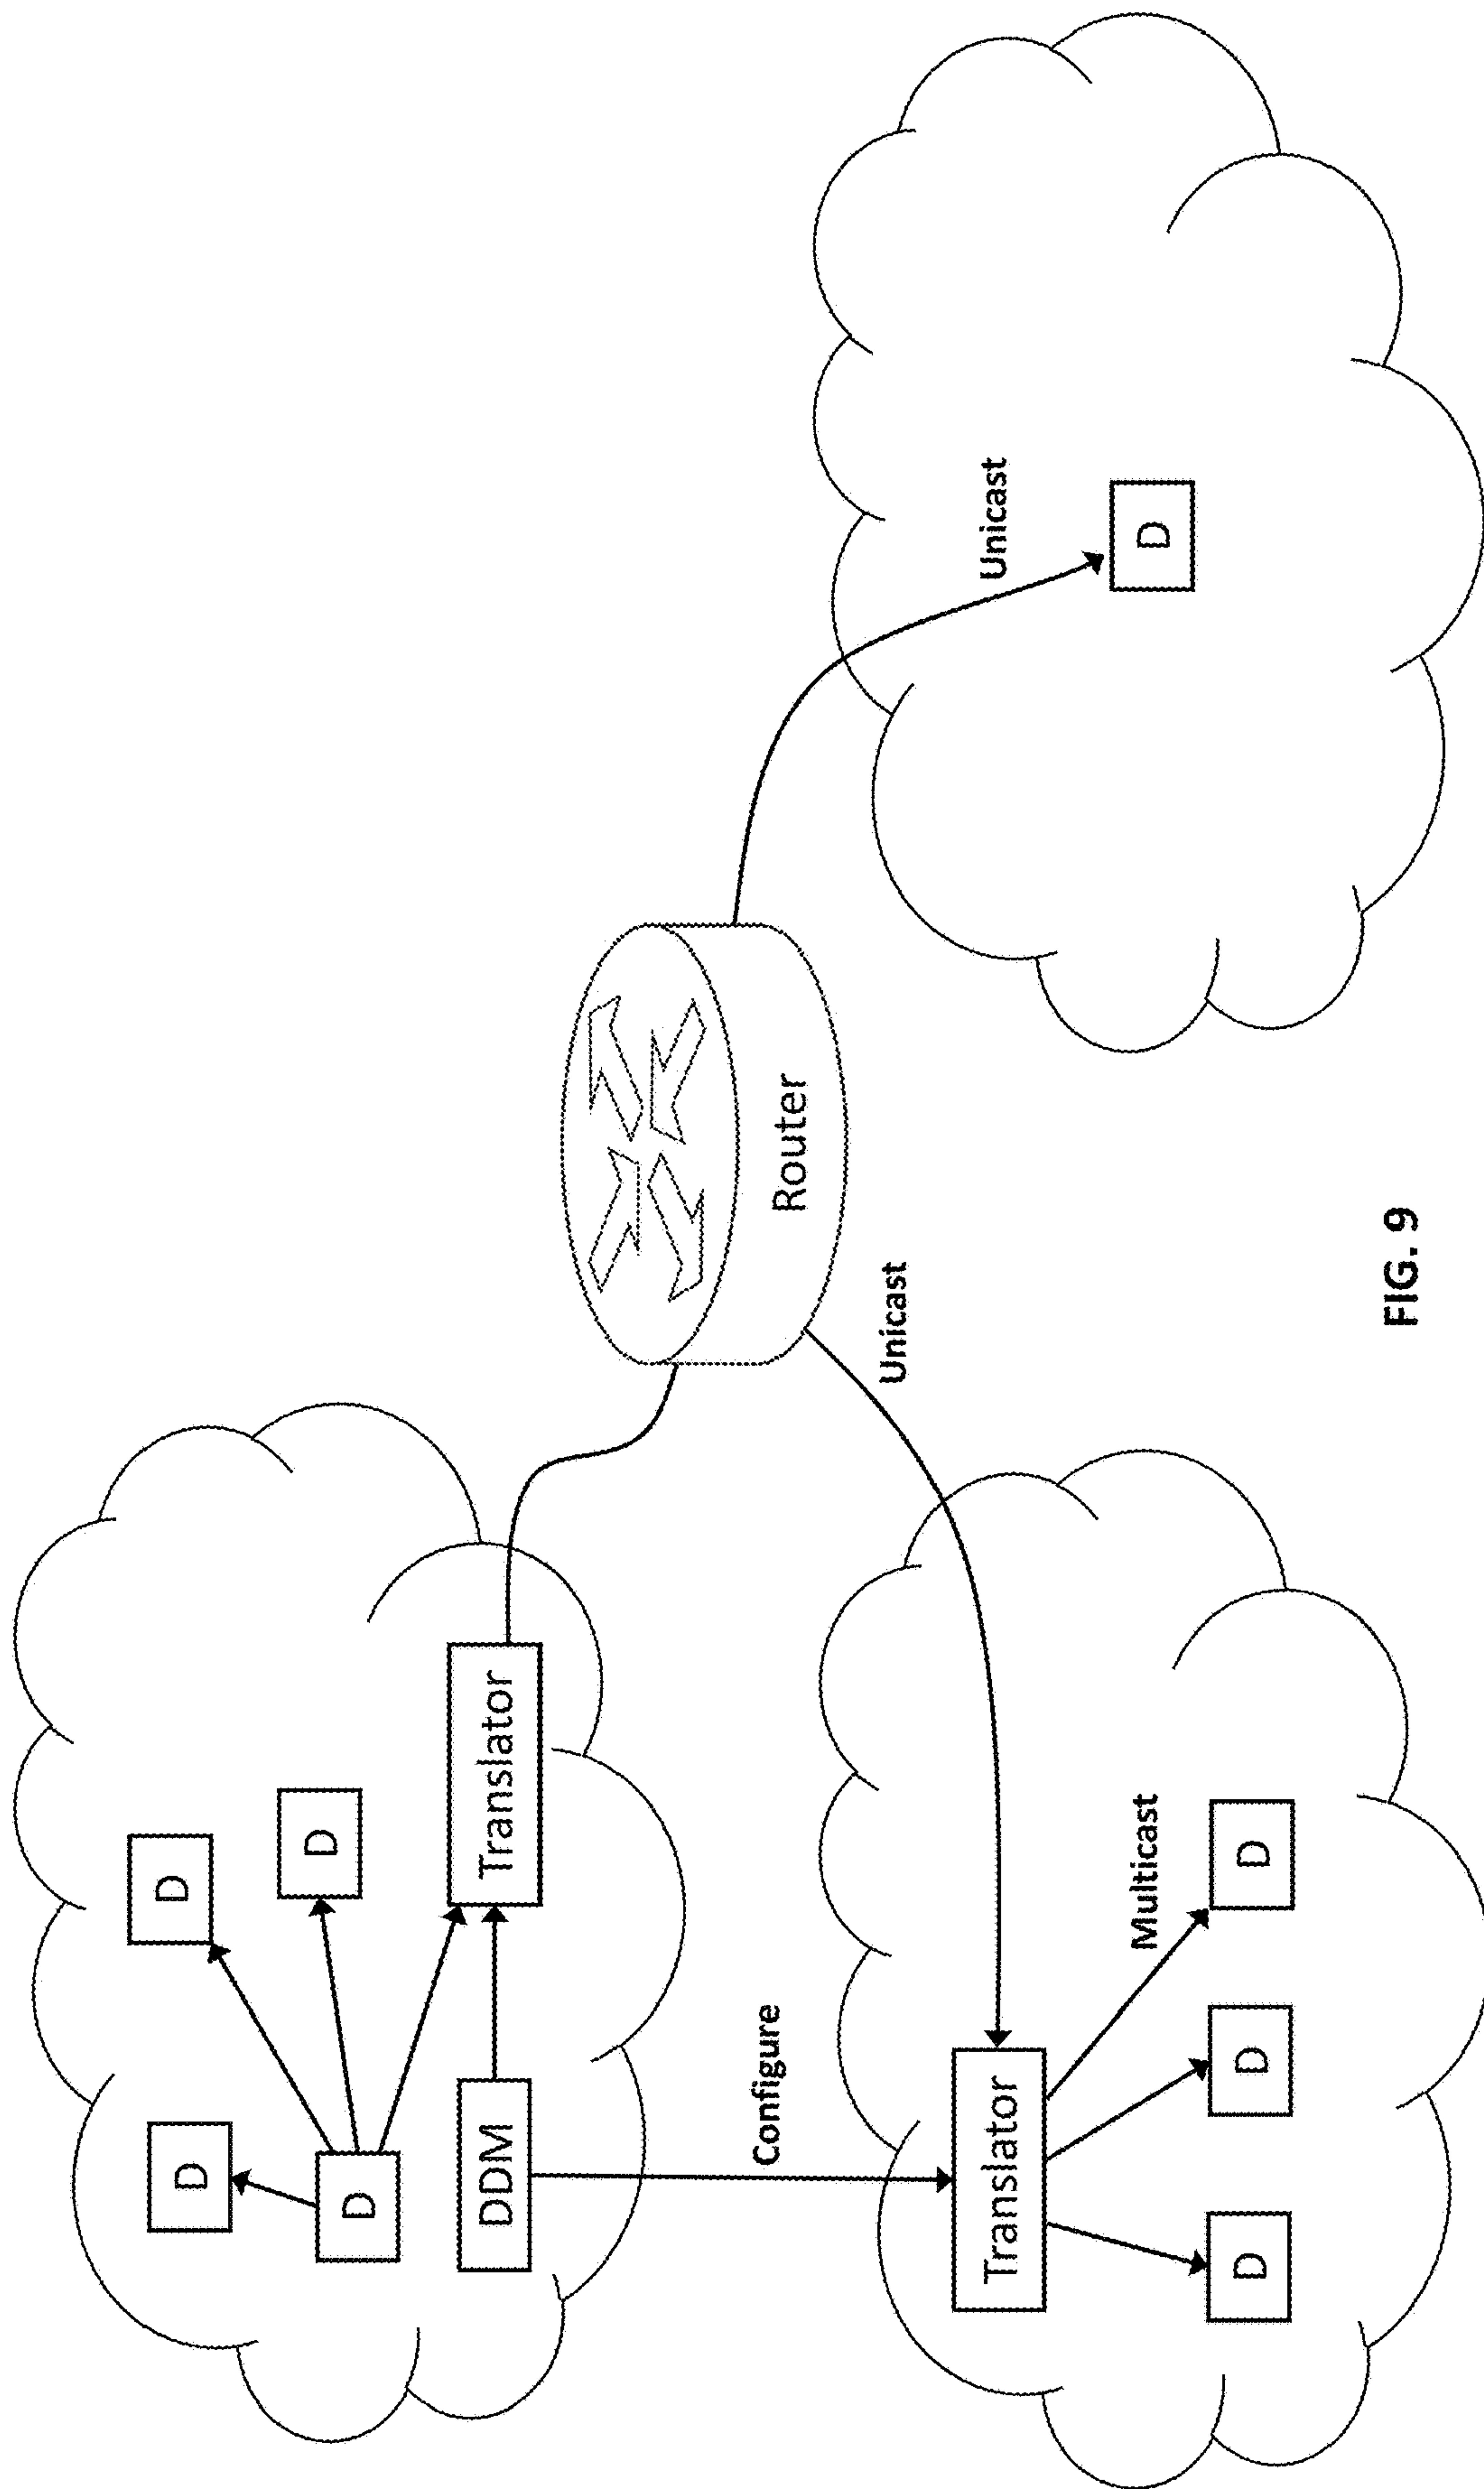 D
D
D
D
DDM
Translator
Configure
Router
Unicast
Unicast
D
Translator
Multicast
D
D
D
FIG. 9